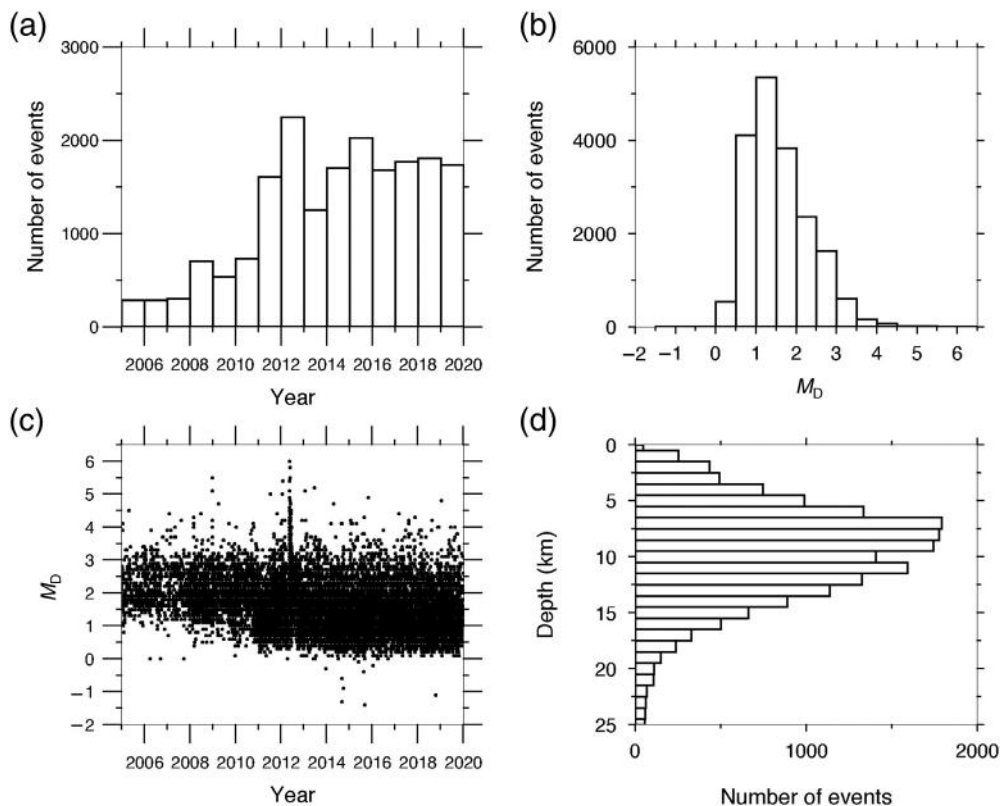 (a)
3000
2000
1000
0
Number of events
2006 2008 2010 2012 2014 2016 2018 2020
Year
(b)
6000
4000
2000
0
Number of events
−2 −1 0 1 2 3 4 5 6
M_D
(c)
6
5
4
3
2
1
0
−1
−2
M_D
2006 2008 2010 2012 2014 2016 2018 2020
Year
(d)
0
5
10
15
20
25
Depth (km)
0 1000 2000
Number of events